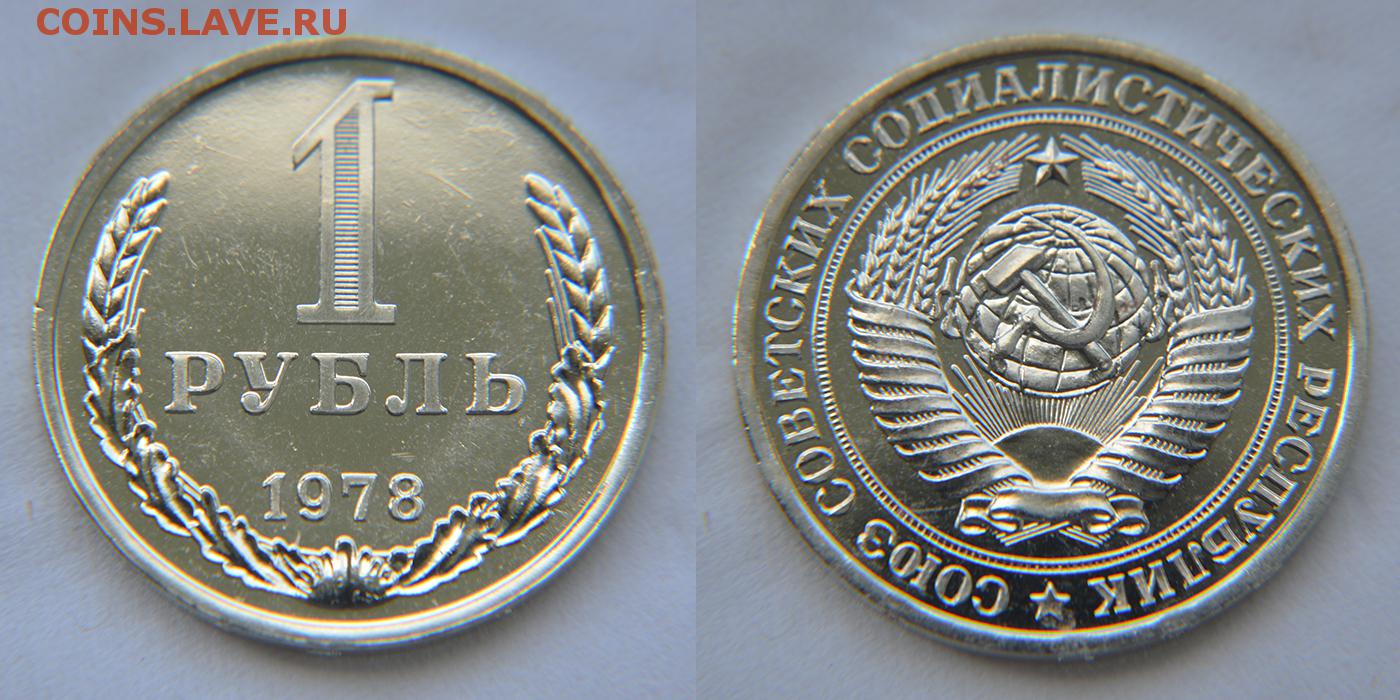 COINS.LAVE.RU
1
РУБЛЬ
1978
СОЮЗ СОВЕТСКИХ СОЦИАЛИСТИЧЕСКИХ РЕСПУБЛИК